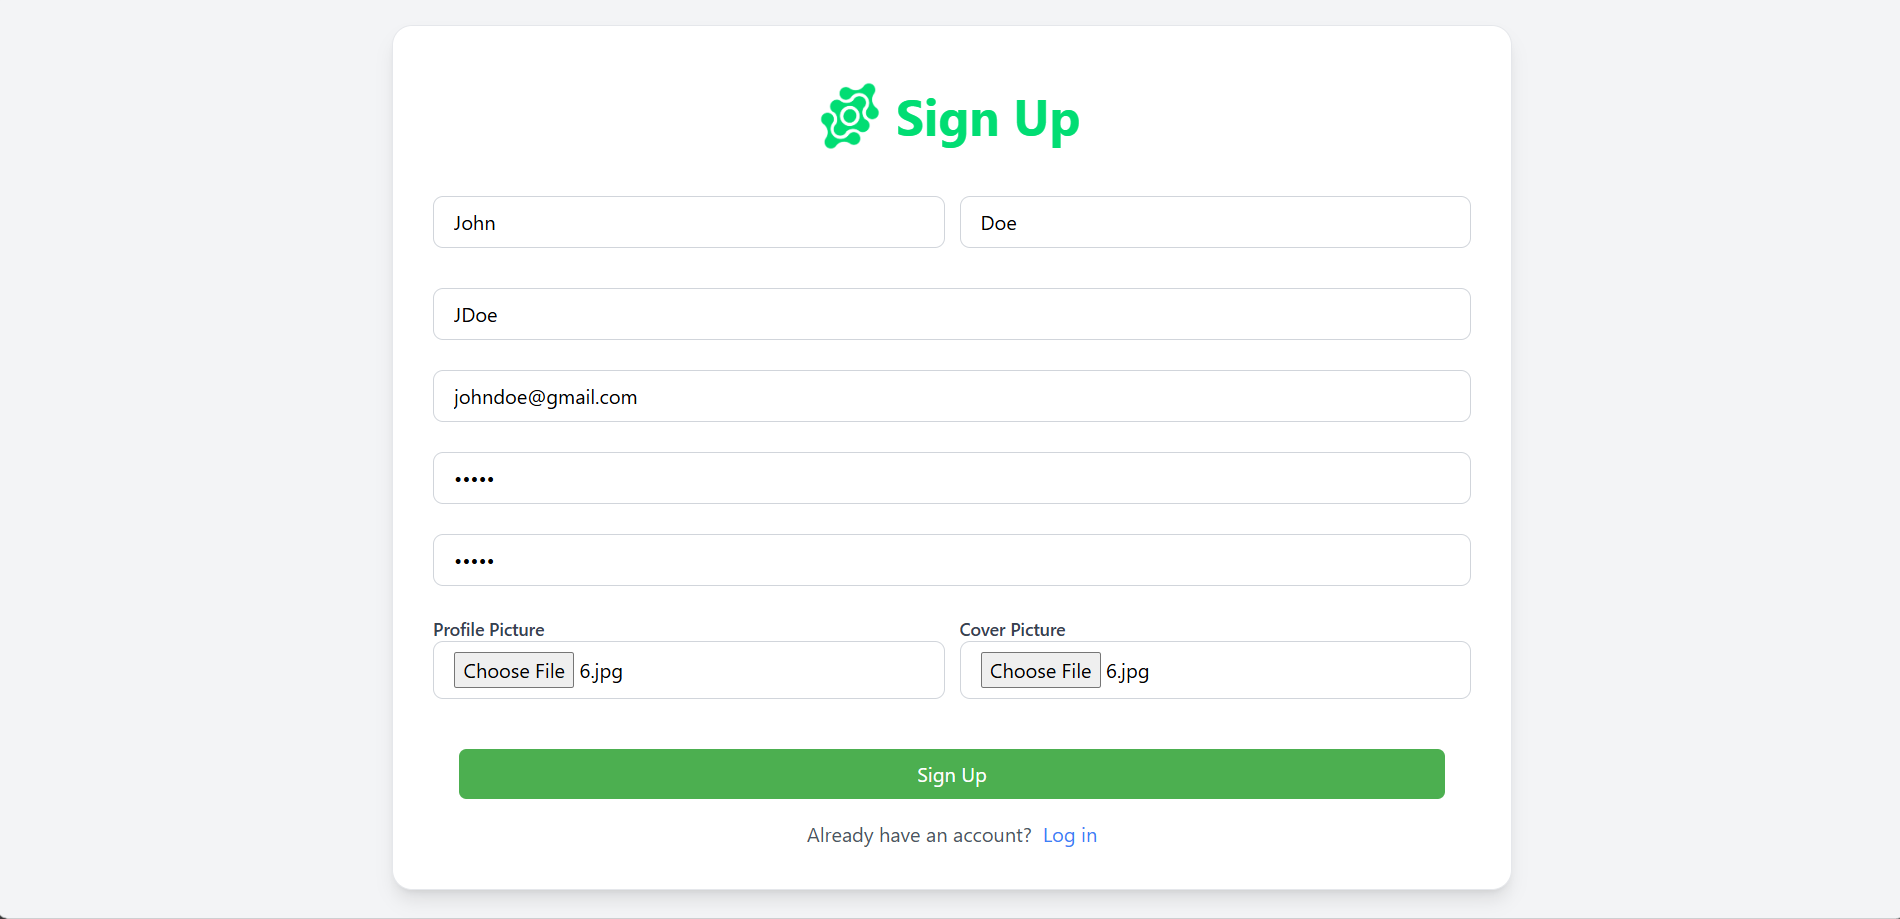 Sign Up
John Doe
JDoe
johndoe@gmail.com
•••••
•••••
Profile Picture Cover Picture
Choose File 6.jpg Choose File 6.jpg
Sign Up
Already have an account? Log in